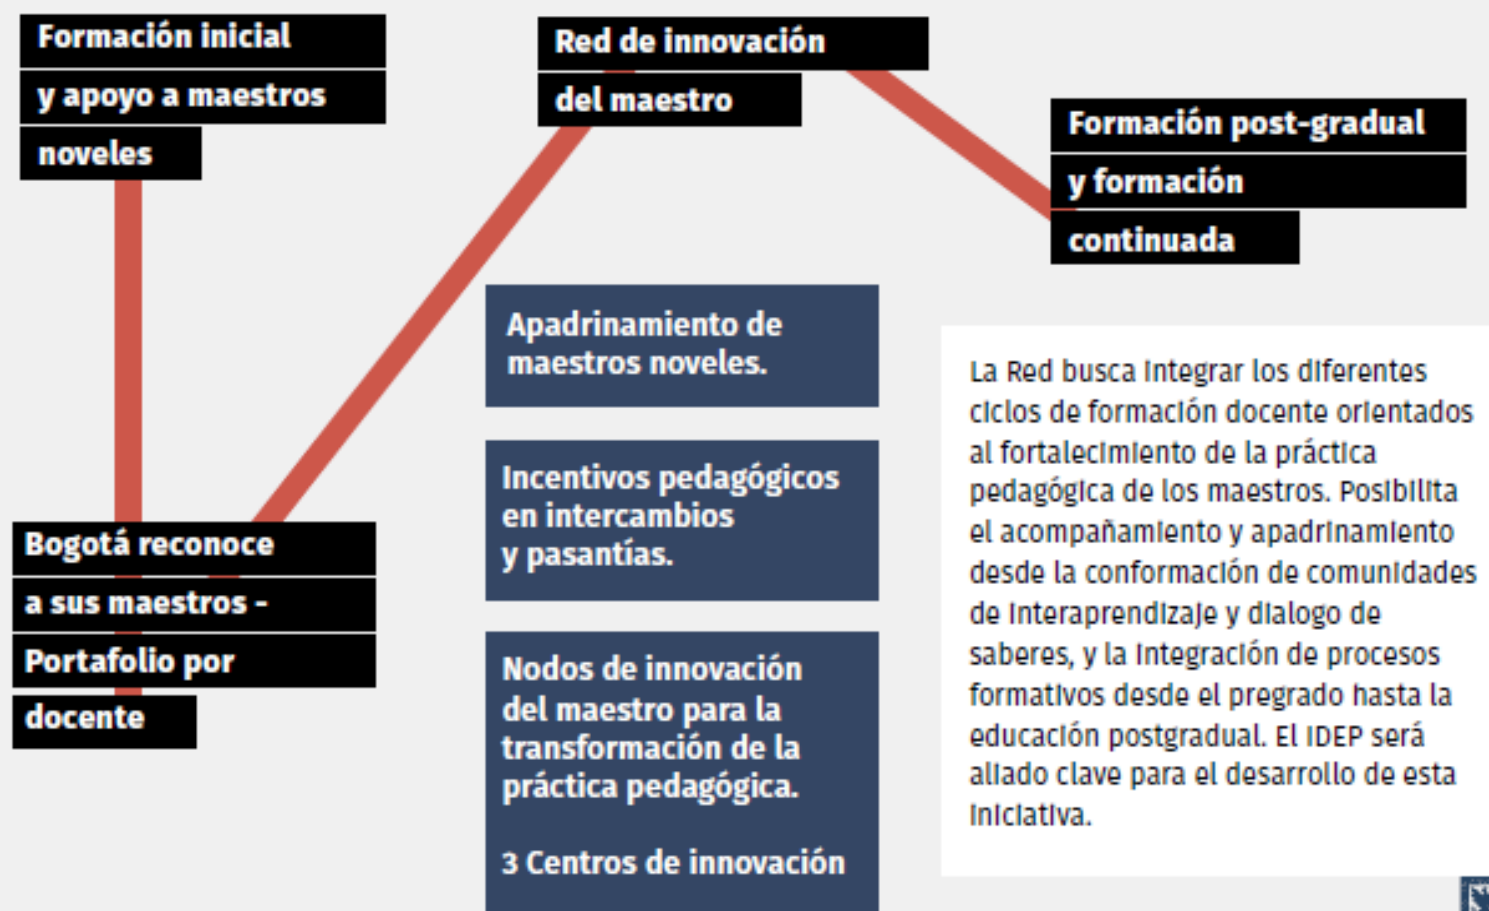 Formación inicial
y apoyo a maestros
noveles
Red de innovación
del maestro
Formación post-gradual
y formación
continuada
Bogotá reconoce
a sus maestros -
Portafolio por
docente
Apadrinamiento de
maestros noveles.
Incentivos pedagógicos
en intercambios
y pasantías.
Nodos de innovación
del maestro para la
transformación de la
práctica pedagógica.
3 Centros de innovación
La Red busca integrar los diferentes
ciclos de formación docente orientados
al fortalecimiento de la práctica
pedagógica de los maestros. Posibilita
el acompañamiento y apadrinamiento
desde la conformación de comunidades
de interaprendizaje y dialogo de
saberes, y la integración de procesos
formativos desde el pregrado hasta la
educación postgradual. El IDEP será
aliado clave para el desarrollo de esta
iniciativa.